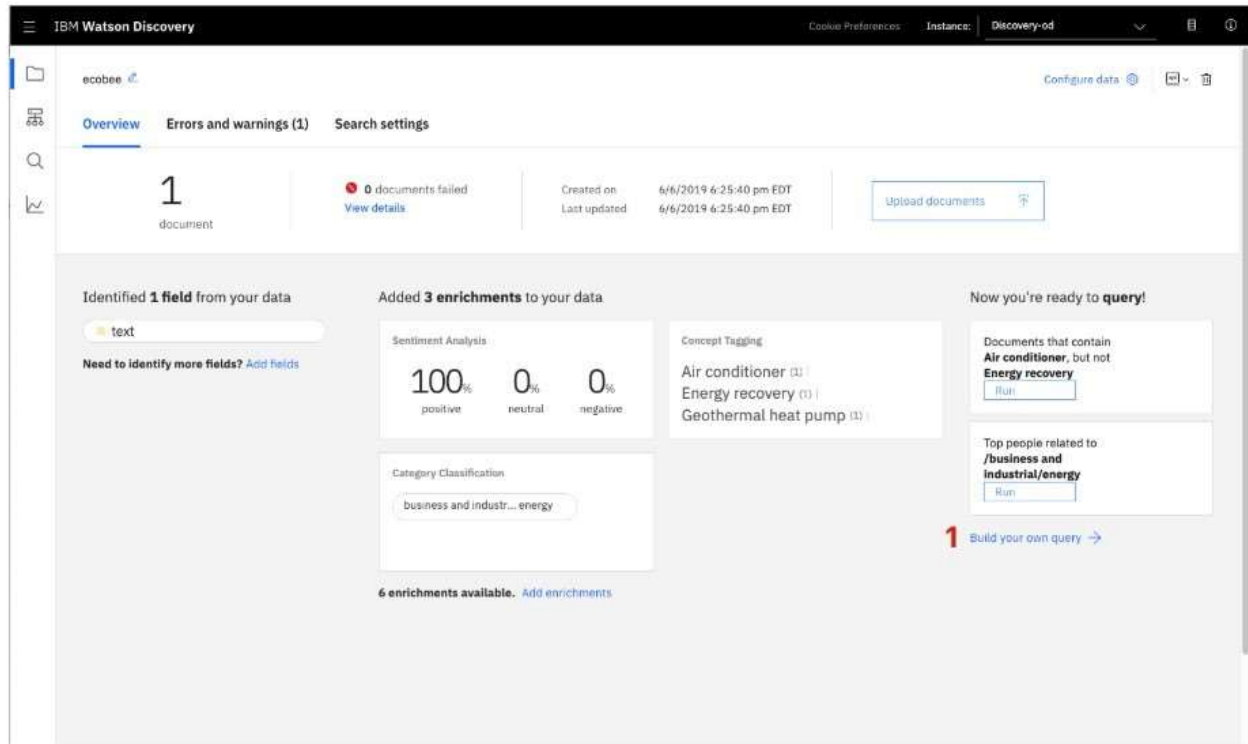 IBM Watson Discovery
Cookie Preferences
Instance:
Discovery-od
ecobee
Configure data
Overview
Errors and warnings (1)
Search settings
1
document
0 documents failed
View details
Created on 6/6/2019 6:25:40 pm EDT
Last updated 6/6/2019 6:25:40 pm EDT
Upload documents
Identified 1 field from your data
text
Need to identify more fields? Add fields
Added 3 enrichments to your data
Sentiment Analysis
100% 0% 0%
positive neutral negative
Concept Tagging
Air conditioner (1)
Energy recovery (1)
Geothermal heat pump (1)
Category Classification
business and industr... energy
6 enrichments available. Add enrichments
Now you're ready to query!
Documents that contain
Air conditioner, but not
Energy recovery
Run
Top people related to
/business and
industrial/energy
Run
1 Build your own query